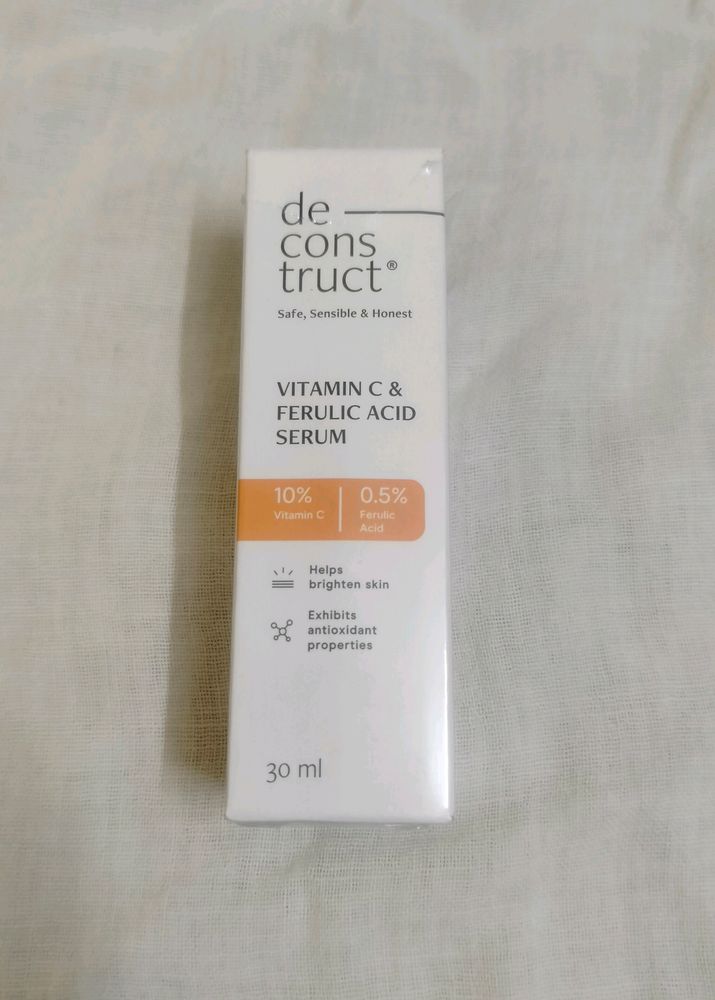 de
cons
truct®
Safe, Sensible & Honest
VITAMIN C &
FERULIC ACID
SERUM
10%
Vitamin C
0.5%
Ferulic
Acid
Helps
brighten skin
Exhibits
antioxidant
properties
30 ml